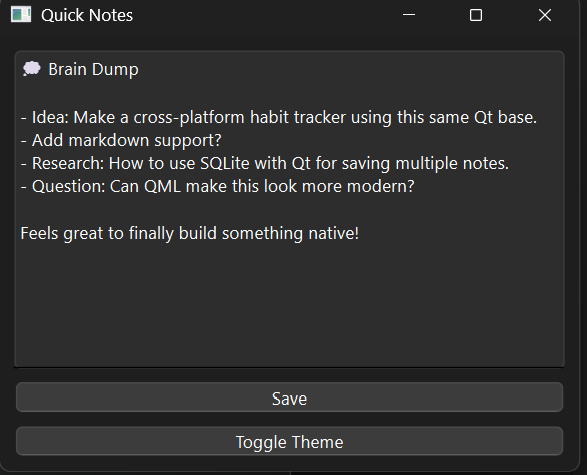 Quick Notes
💭 Brain Dump
- Idea: Make a cross-platform habit tracker using this same Qt base.
- Add markdown support?
- Research: How to use SQLite with Qt for saving multiple notes.
- Question: Can QML make this look more modern?
Feels great to finally build something native!
Save
Toggle Theme